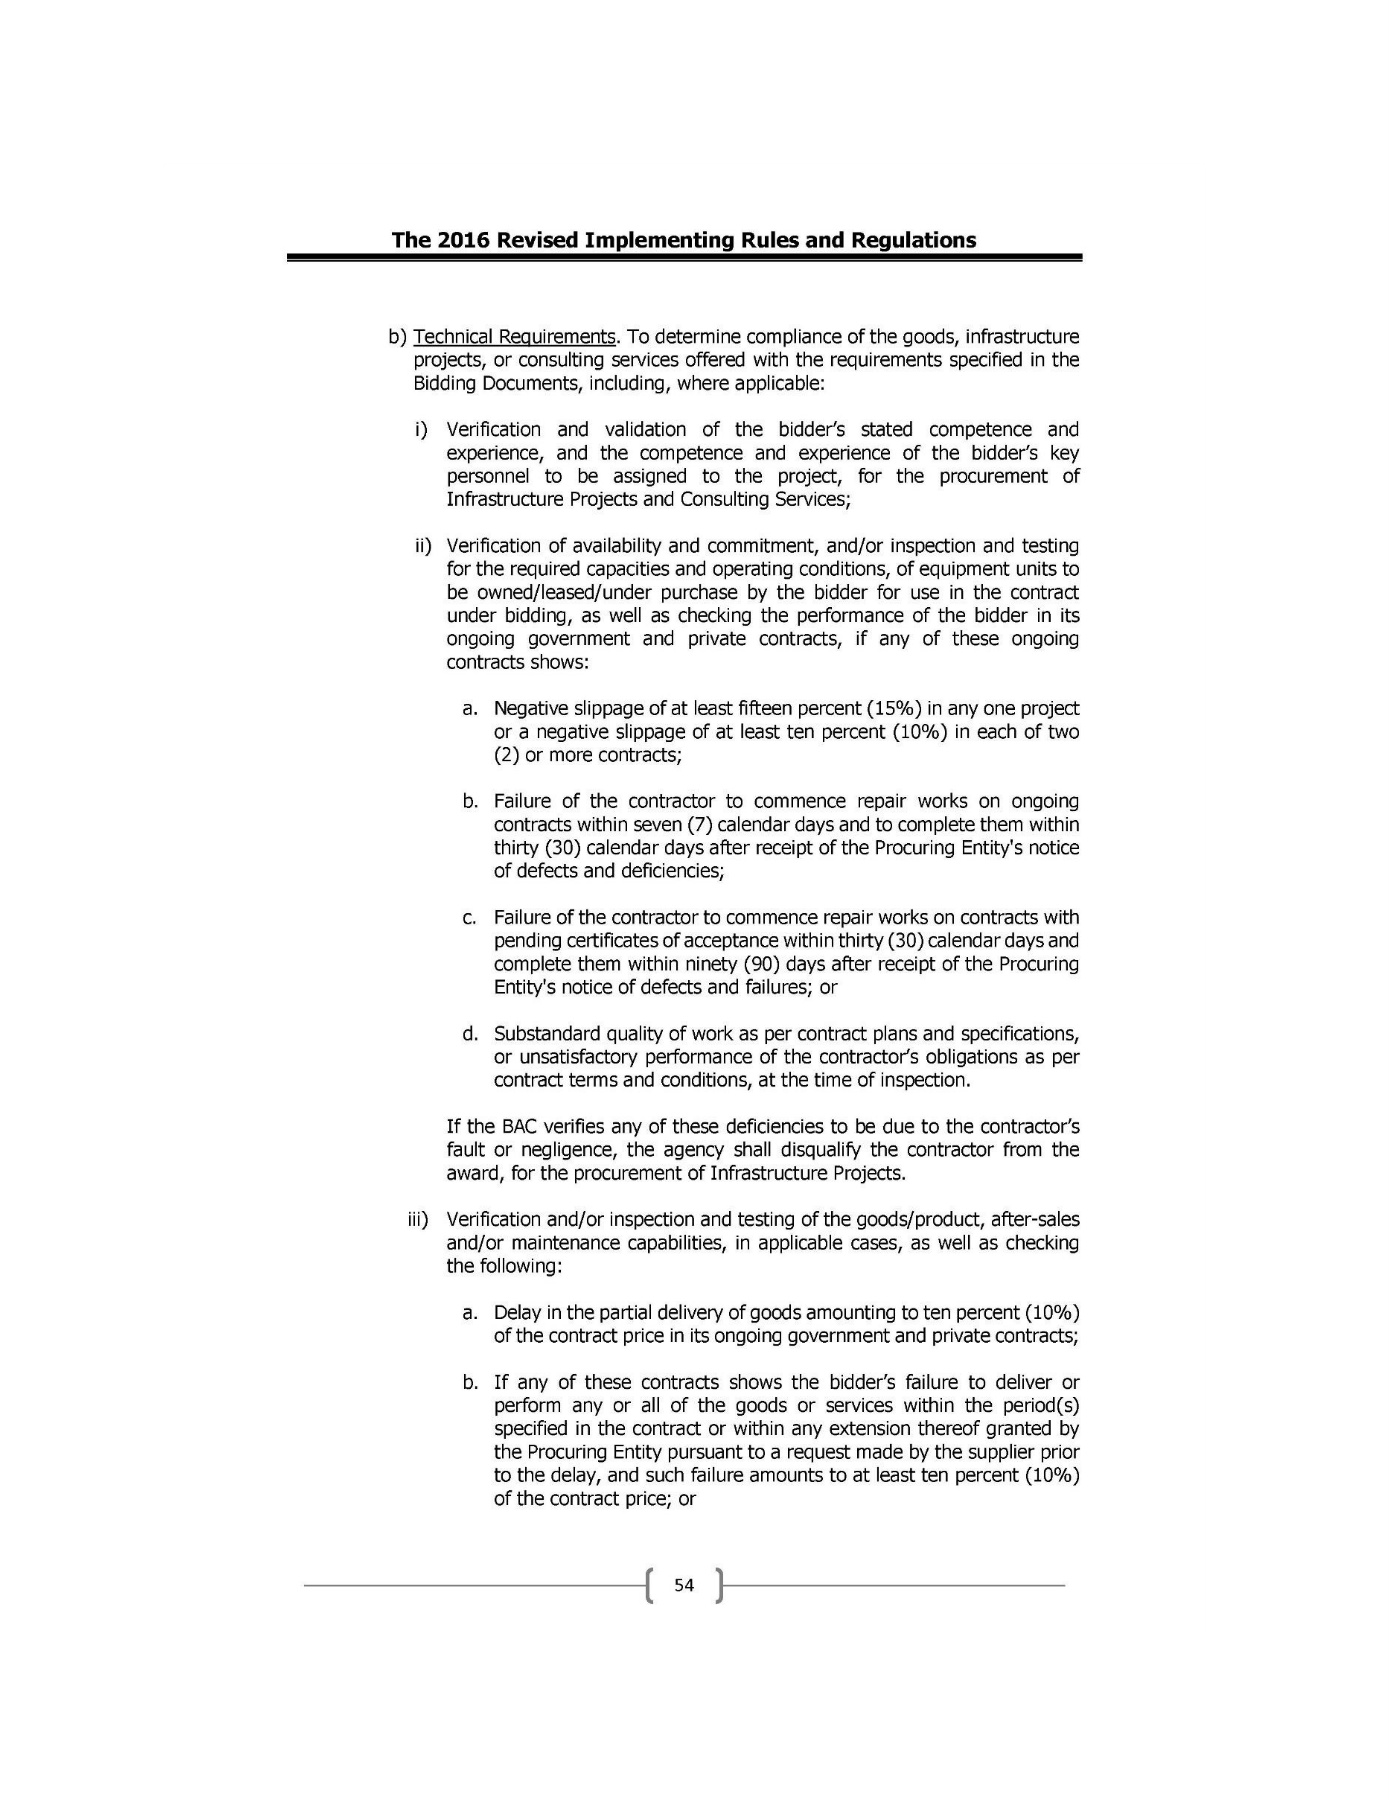 The 2016 Revised Implementing Rules and Regulations
b) Technical Requirements. To determine compliance of the goods, infrastructure
projects, or consulting services offered with the requirements specified in the
Bidding Documents, including, where applicable:
i) Verification and validation of the bidder’s stated competence and
experience, and the competence and experience of the bidder’s key
personnel to be assigned to the project, for the procurement of
Infrastructure Projects and Consulting Services;
ii) Verification of availability and commitment, and/or inspection and testing
for the required capacities and operating conditions, of equipment units to
be owned/leased/under purchase by the bidder for use in the contract
under bidding, as well as checking the performance of the bidder in its
ongoing government and private contracts, if any of these ongoing
contracts shows:
a. Negative slippage of at least fifteen percent (15%) in any one project
or a negative slippage of at least ten percent (10%) in each of two
(2) or more contracts;
b. Failure of the contractor to commence repair works on ongoing
contracts within seven (7) calendar days and to complete them within
thirty (30) calendar days after receipt of the Procuring Entity's notice
of defects and deficiencies;
c. Failure of the contractor to commence repair works on contracts with
pending certificates of acceptance within thirty (30) calendar days and
complete them within ninety (90) days after receipt of the Procuring
Entity's notice of defects and failures; or
d. Substandard quality of work as per contract plans and specifications,
or unsatisfactory performance of the contractor’s obligations as per
contract terms and conditions, at the time of inspection.
If the BAC verifies any of these deficiencies to be due to the contractor’s
fault or negligence, the agency shall disqualify the contractor from the
award, for the procurement of Infrastructure Projects.
iii) Verification and/or inspection and testing of the goods/product, after-sales
and/or maintenance capabilities, in applicable cases, as well as checking
the following:
a. Delay in the partial delivery of goods amounting to ten percent (10%)
of the contract price in its ongoing government and private contracts;
b. If any of these contracts shows the bidder’s failure to deliver or
perform any or all of the goods or services within the period(s)
specified in the contract or within any extension thereof granted by
the Procuring Entity pursuant to a request made by the supplier prior
to the delay, and such failure amounts to at least ten percent (10%)
of the contract price; or
54